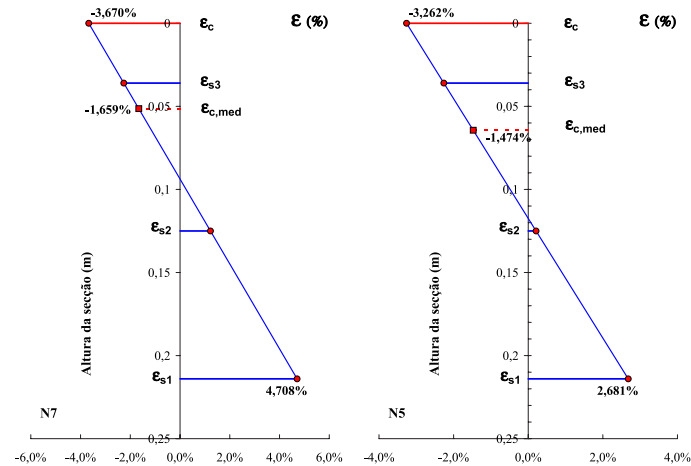 -3,670%
0
εc
ε (%)
εs3
0,05
-1,659%
εc,med
0,1
εs2
0,15
Altura da secção (m)
0,2
εs1
4,708%
N7
0,25
-6,0% -4,0% -2,0% 0,0% 2,0% 4,0% 6,0%
-3,262%
0
εc
ε (%)
εs3
0,05
εc,med
-1,474%
0,1
εs2
0,15
Altura da secção (m)
0,2
εs1
2,681%
N5
0,25
-4,0% -2,0% 0,0% 2,0% 4,0%